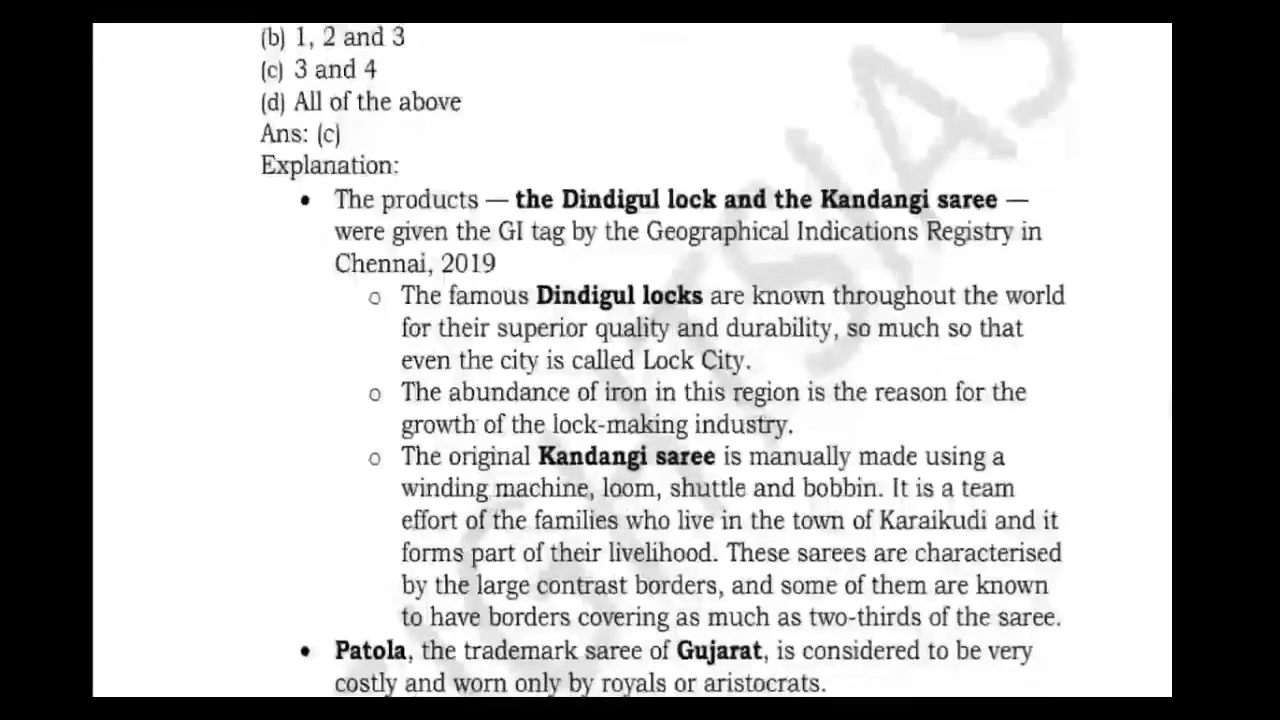 (b) 1, 2 and 3
(c) 3 and 4
(d) All of the above
Ans: (c)
Explanation:
• The products — the Dindigul lock and the Kandangi saree —
were given the GI tag by the Geographical Indications Registry in
Chennai, 2019
o The famous Dindigul locks are known throughout the world
for their superior quality and durability, so much so that
even the city is called Lock City.
o The abundance of iron in this region is the reason for the
growth of the lock-making industry.
o The original Kandangi saree is manually made using a
winding machine, loom, shuttle and bobbin. It is a team
effort of the families who live in the town of Karaikudi and it
forms part of their livelihood. These sarees are characterised
by the large contrast borders, and some of them are known
to have borders covering as much as two-thirds of the saree.
• Patola, the trademark saree of Gujarat, is considered to be very
costly and worn only by royals or aristocrats.